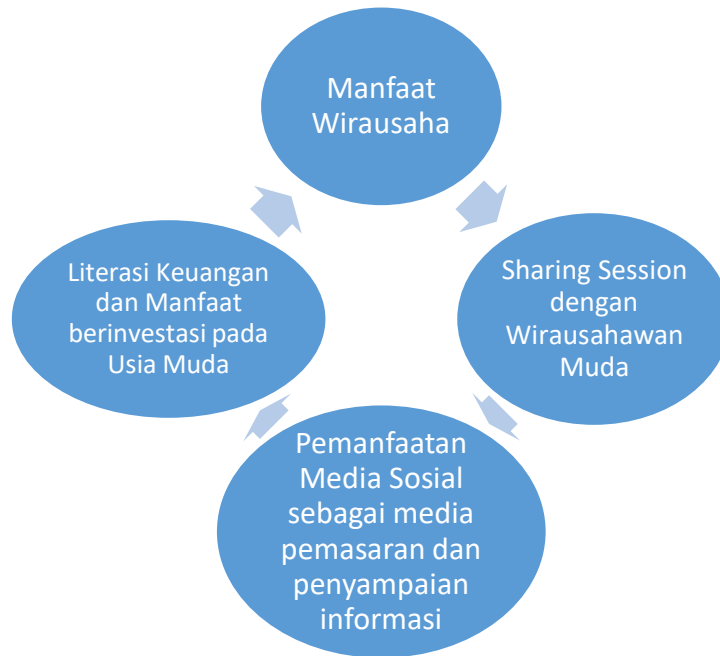 Manfaat
Wirausaha
Sharing Session
dengan
Wirausahawan
Muda
Pemanfaatan
Media Sosial
sebagai media
pemasaran dan
penyampaian
informasi
Literasi Keuangan
dan Manfaat
berinvestasi pada
Usia Muda